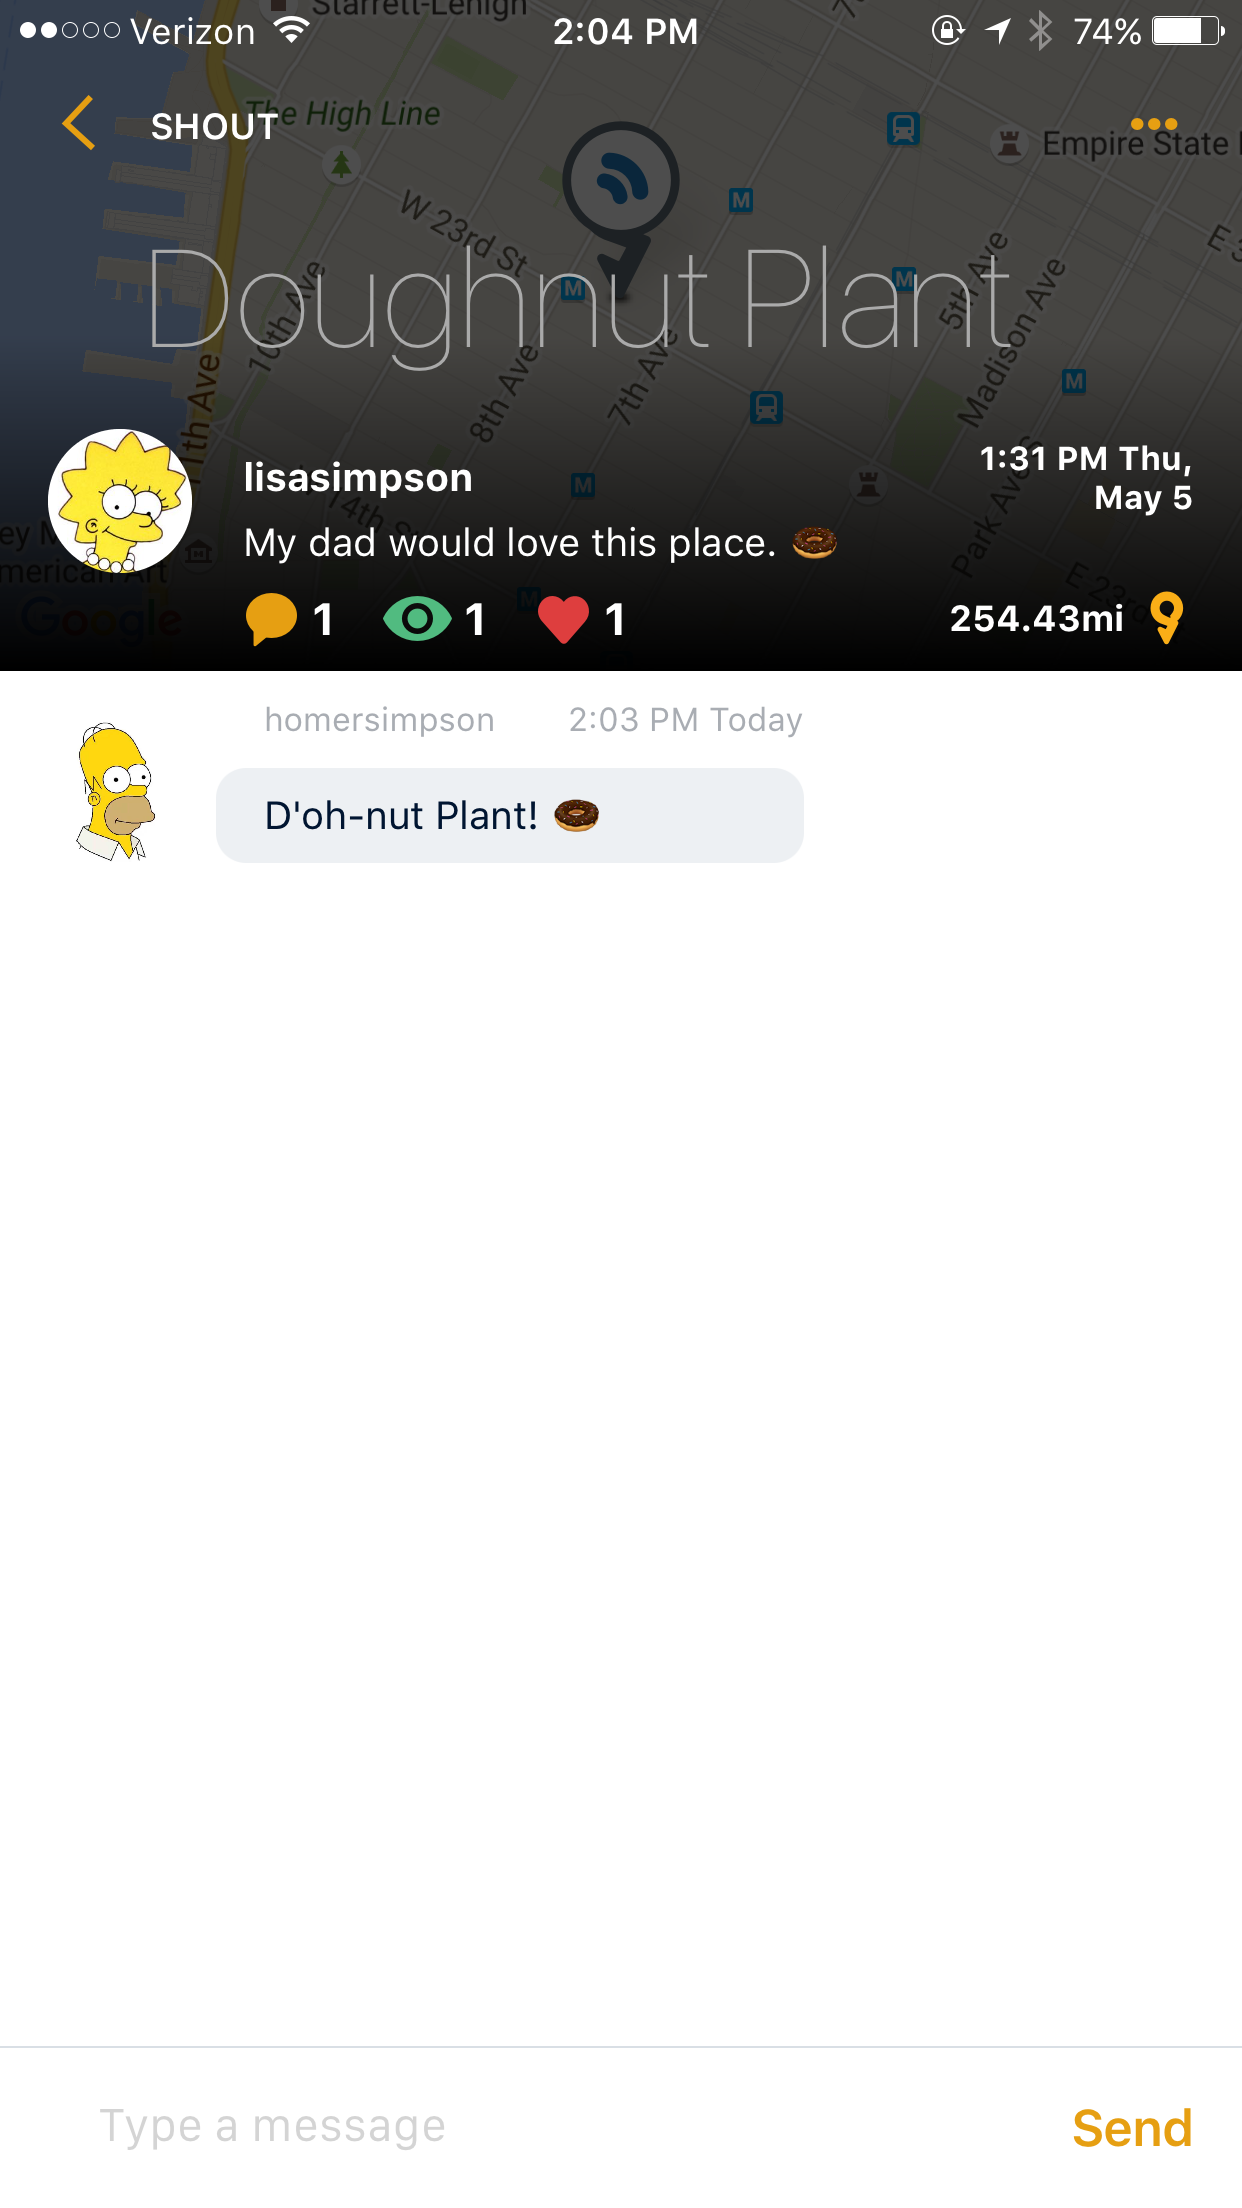 Starrett-Lehigh
Verizon 2:04 PM 74%
The High Line
SHOUT
Empire State
W 23rd St
M
Doughnut Plant
M
M
10th Ave
5th Ave
Madison Ave
8th Ave
7th Ave
M
11th Ave
lisasimpson
1:31 PM Thu,
May 5
M
14th St
Park Ave S
My dad would love this place. 🍩
ey M
merican Art
E 23rd
M
Google
1 1 1 254.43mi
homersimpson 2:03 PM Today
D'oh-nut Plant! 🍩
Type a message
Send